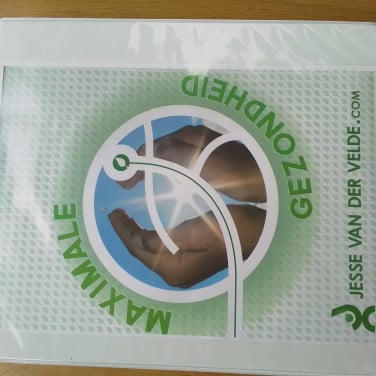 MAXIMALE
GEZONDHEID
JESSE VAN DER VELDE.COM